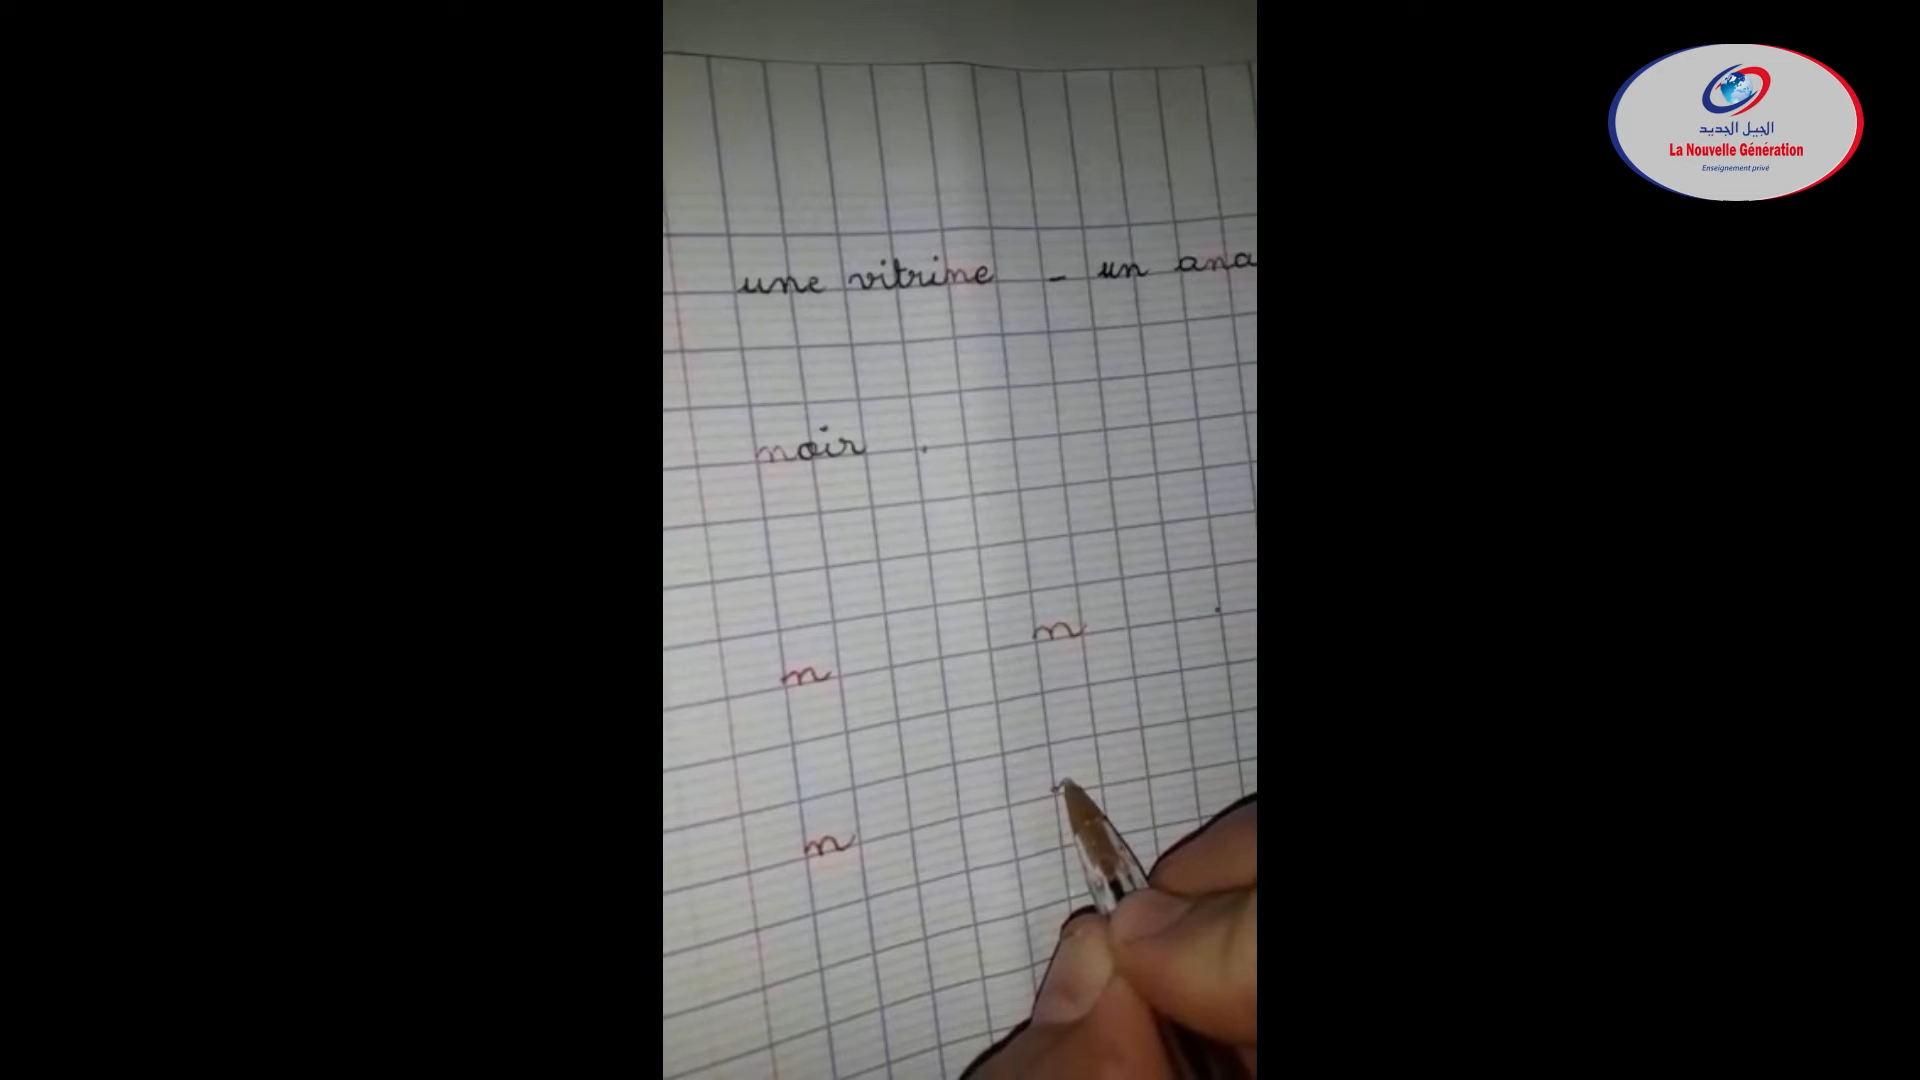 une vitrine - un ana
noir .
n n .
n
الجيل الجديد
La Nouvelle Génération
Enseignement privé